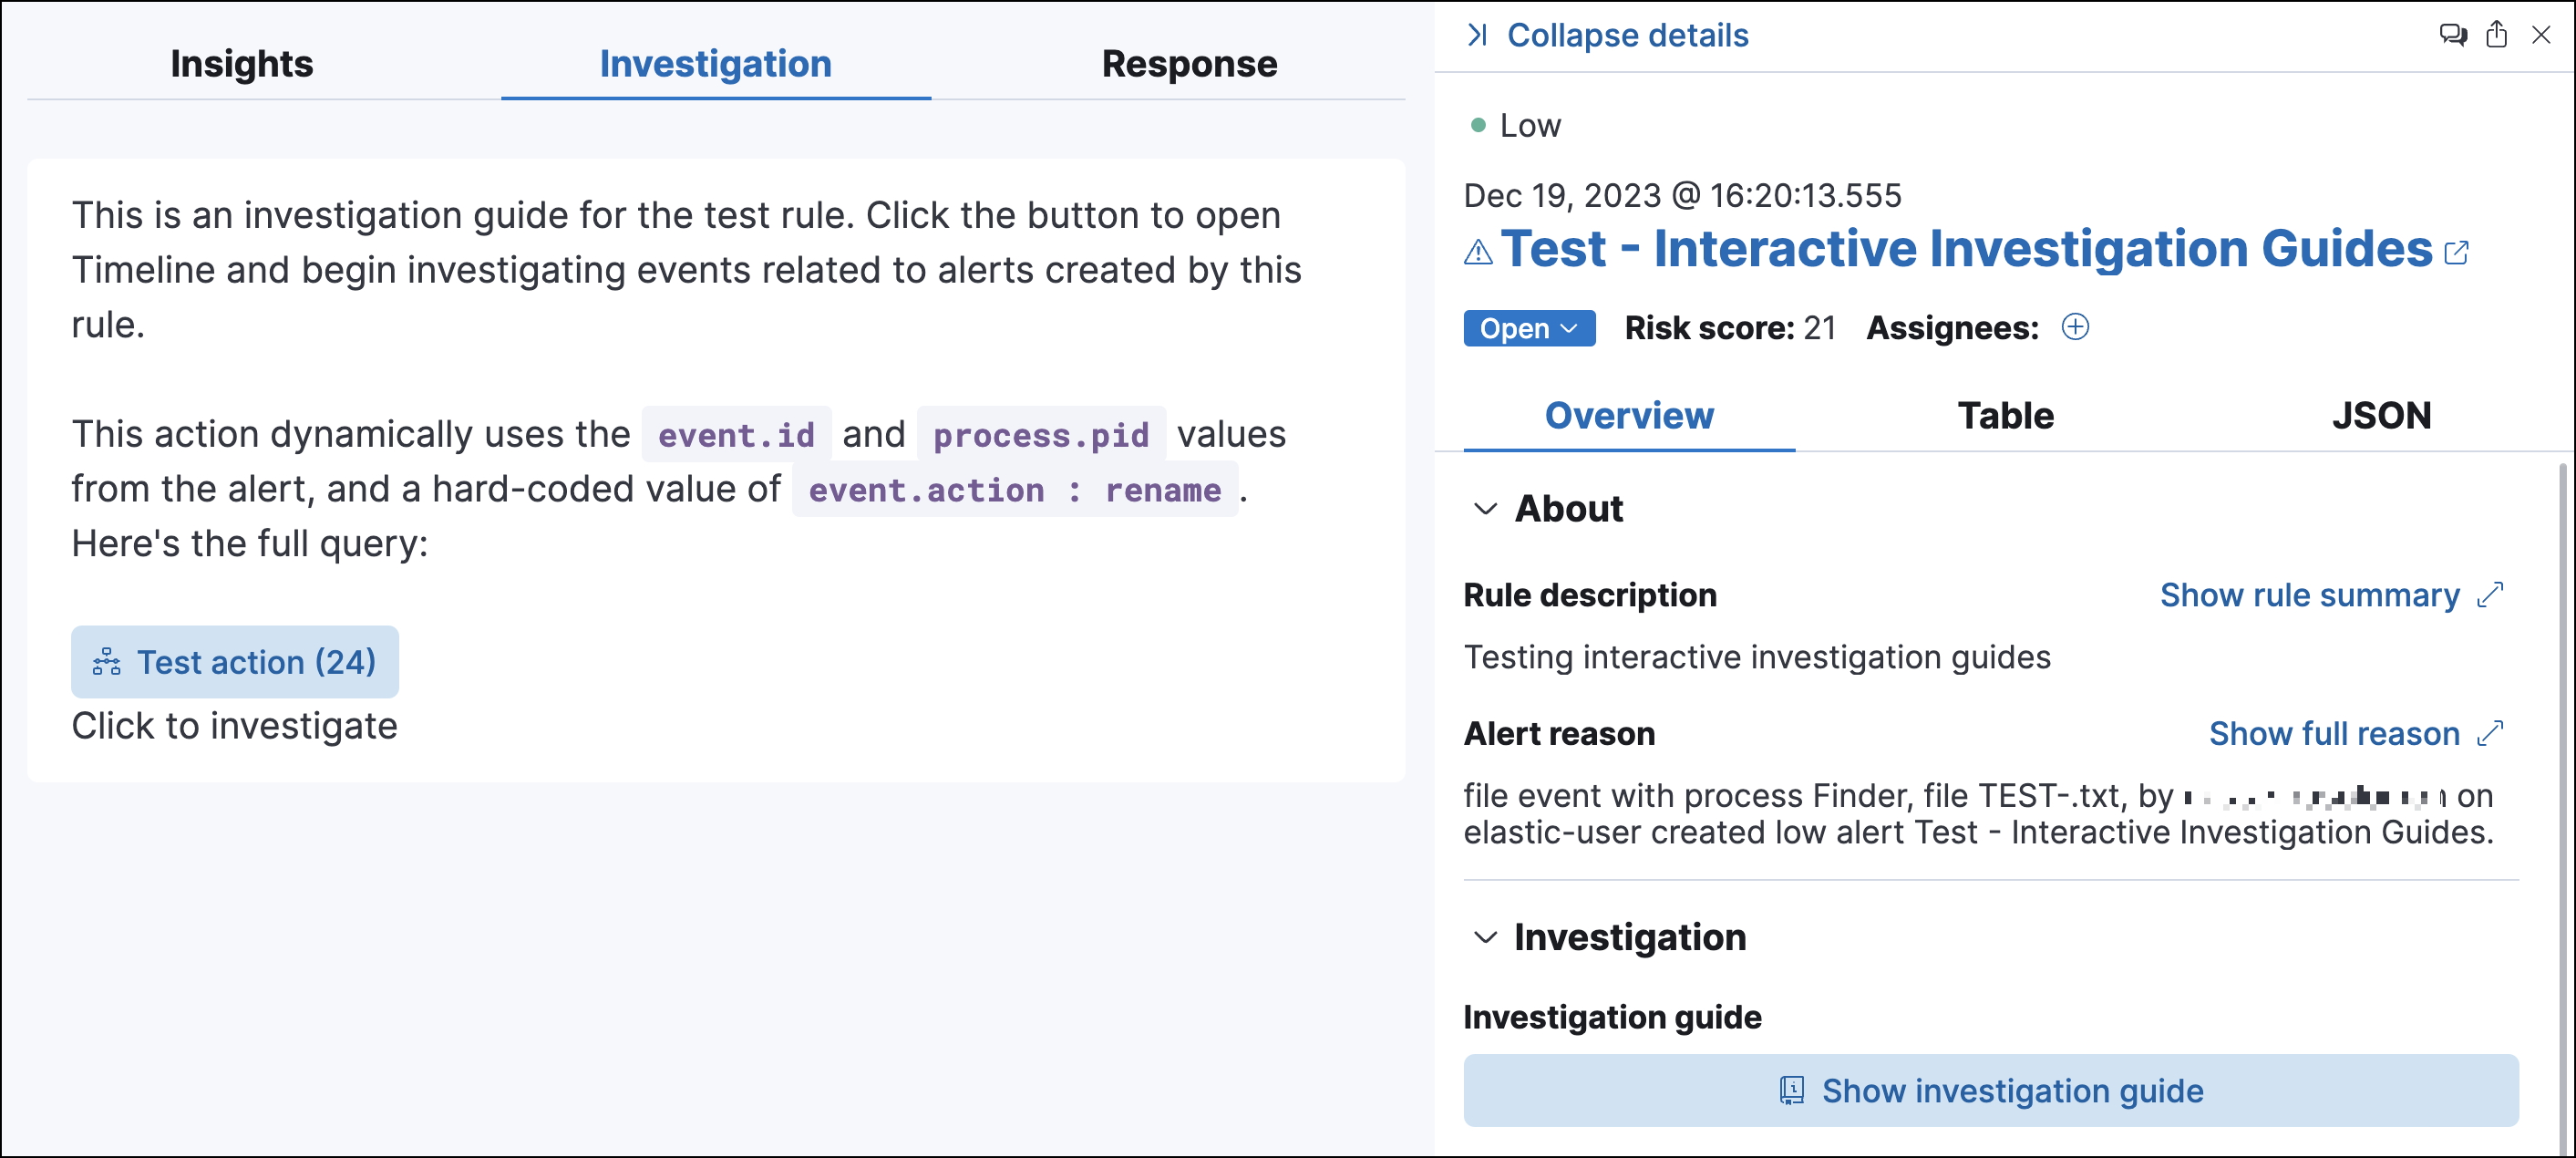 Insights
Investigation
Response
This is an investigation guide for the test rule. Click the button to open
Timeline and begin investigating events related to alerts created by this
rule.
This action dynamically uses the event.id and process.pid values
from the alert, and a hard-coded value of event.action : rename.
Here's the full query:
Test action (24)
Click to investigate
Collapse details
Low
Dec 19, 2023 @ 16:20:13.555
Test - Interactive Investigation Guides
Open Risk score: 21 Assignees:
Overview
Table
JSON
About
Rule description Show rule summary
Testing interactive investigation guides
Alert reason Show full reason
file event with process Finder, file TEST-.txt, by on
elastic-user created low alert Test - Interactive Investigation Guides.
Investigation
Investigation guide
Show investigation guide